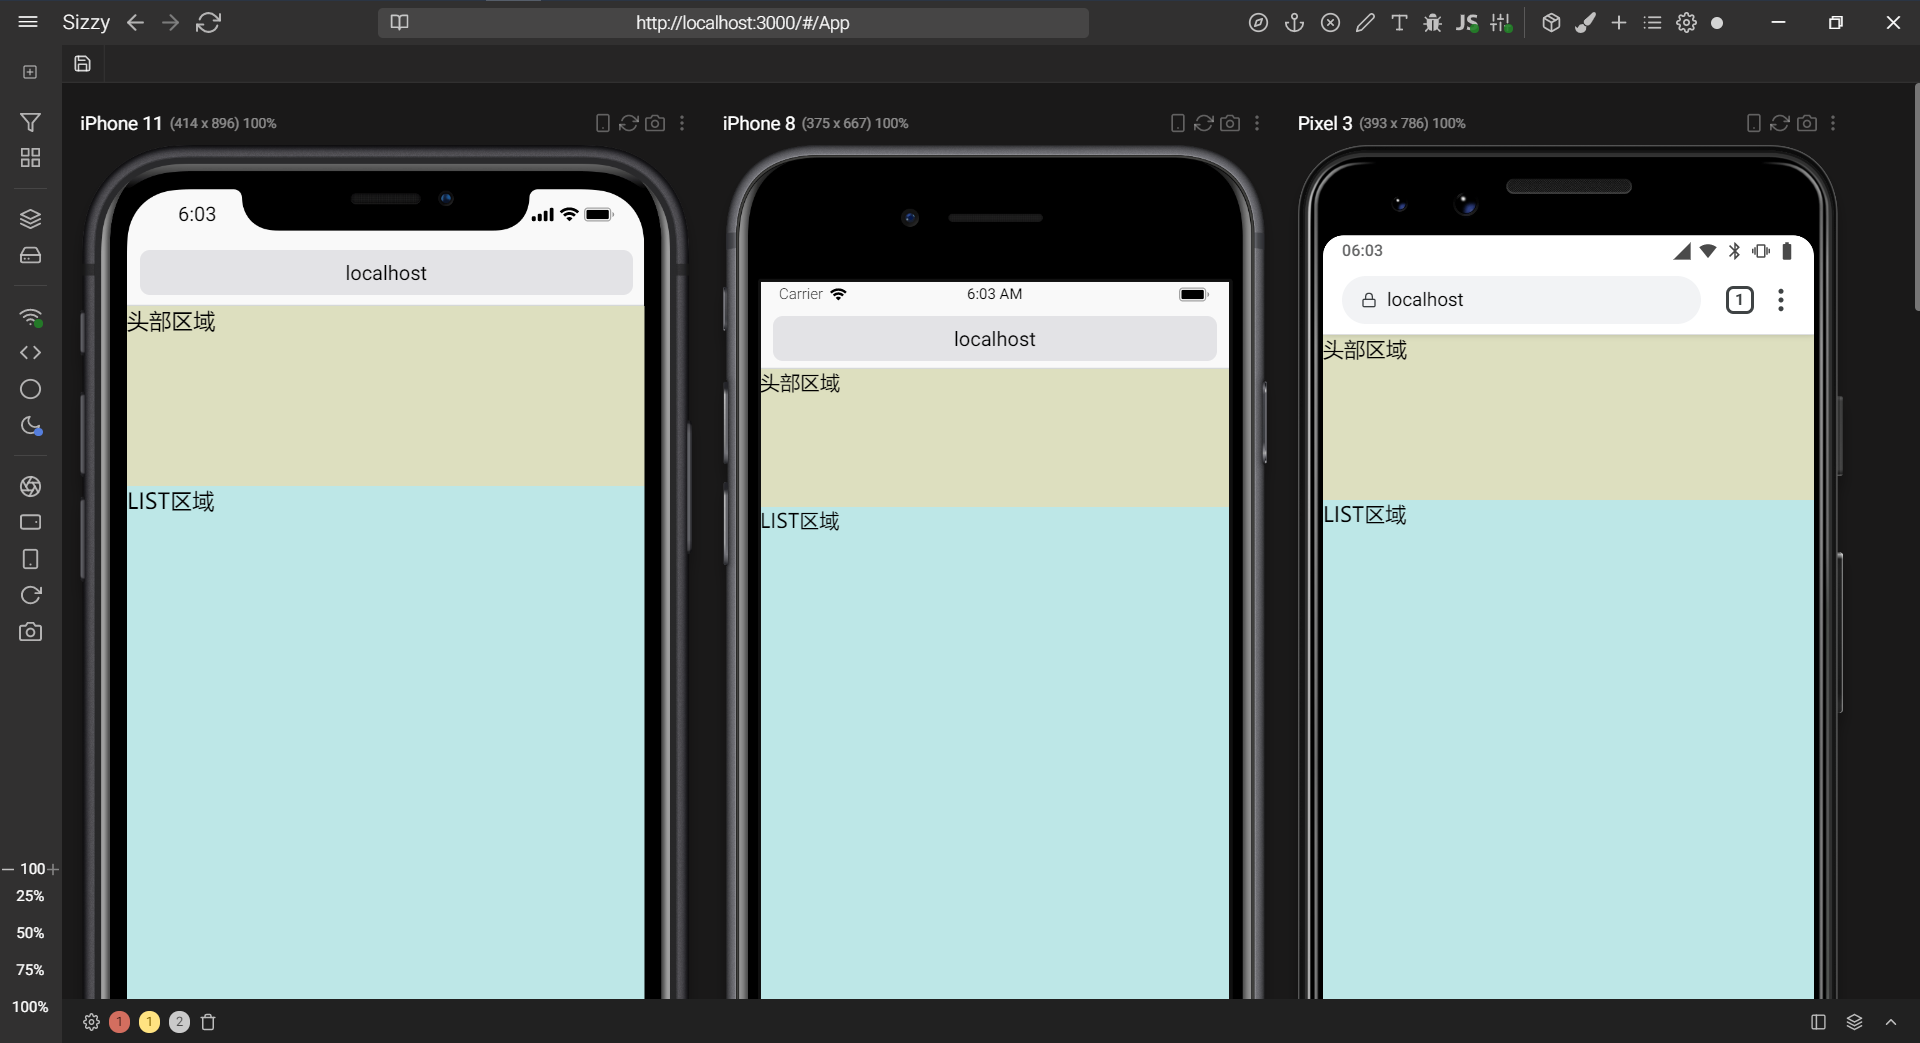 Sizzy
http://localhost:3000/#/App
JS
iPhone 11 (414 x 896) 100%
iPhone 8 (375 x 667) 100%
Pixel 3 (393 x 786) 100%
6:03
localhost
头部区域
LIST区域
Carrier
6:03 AM
localhost
头部区域
LIST区域
06:03
localhost
1
头部区域
LIST区域
100
25%
50%
75%
100%
1
1
2